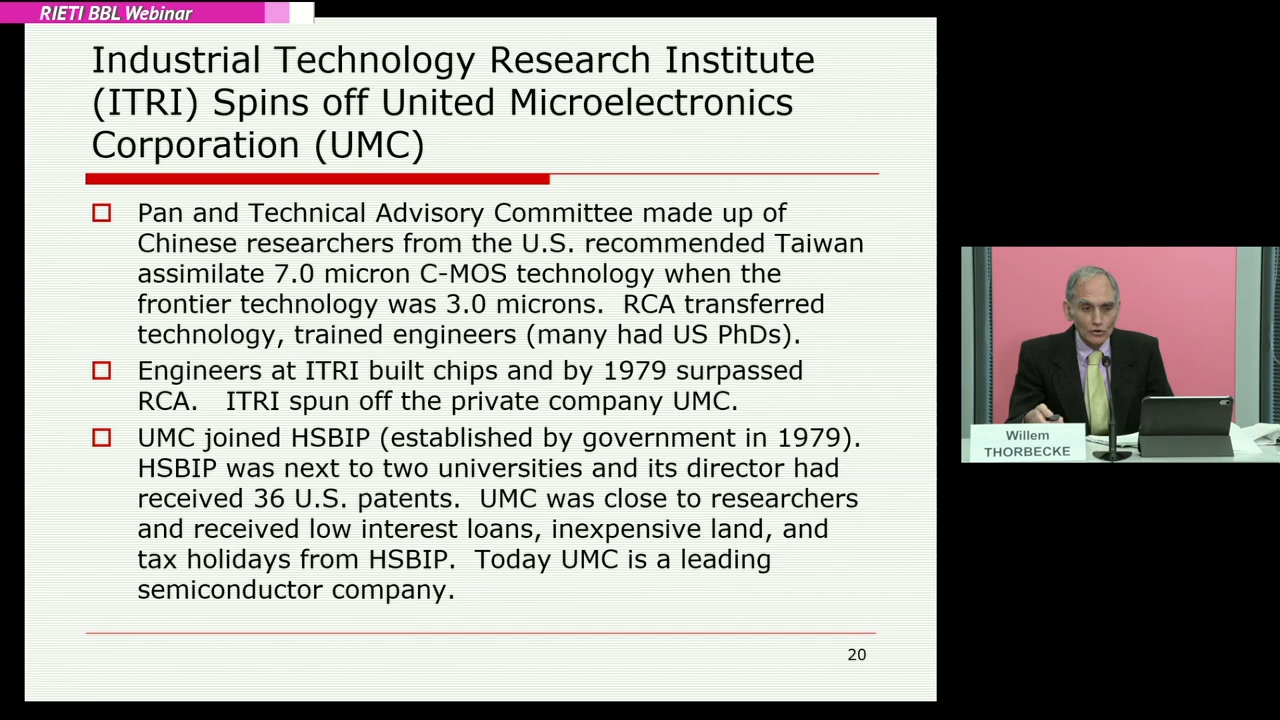 RIETI BBL Webinar
Industrial Technology Research Institute
(ITRI) Spins off United Microelectronics
Corporation (UMC)
Pan and Technical Advisory Committee made up of
Chinese researchers from the U.S. recommended Taiwan
assimilate 7.0 micron C-MOS technology when the
frontier technology was 3.0 microns.  RCA transferred
technology, trained engineers (many had US PhDs).
Engineers at ITRI built chips and by 1979 surpassed
RCA.   ITRI spun off the private company UMC.
UMC joined HSBIP (established by government in 1979).
HSBIP was next to two universities and its director had
received 36 U.S. patents.  UMC was close to researchers
and received low interest loans, inexpensive land, and
tax holidays from HSBIP.  Today UMC is a leading
semiconductor company.
20
Willem
THORBECKE